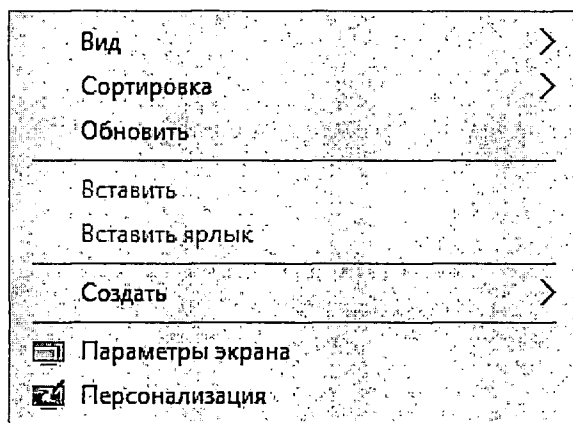 Вид
Сортировка
Обновить
Вставить
Вставить ярлык
Создать
Параметры экрана
Персонализация